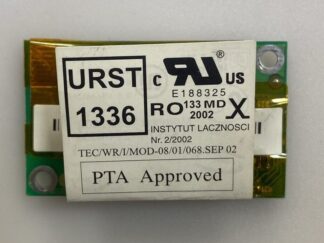 URST
1336
c RU US
E188325
RO 133 MD X
2002
INSTYTUT LACZNOSCI
Nr. 2/2002
TEC/WR/I/MOD-08/01/068.SEP 02
PTA Approved